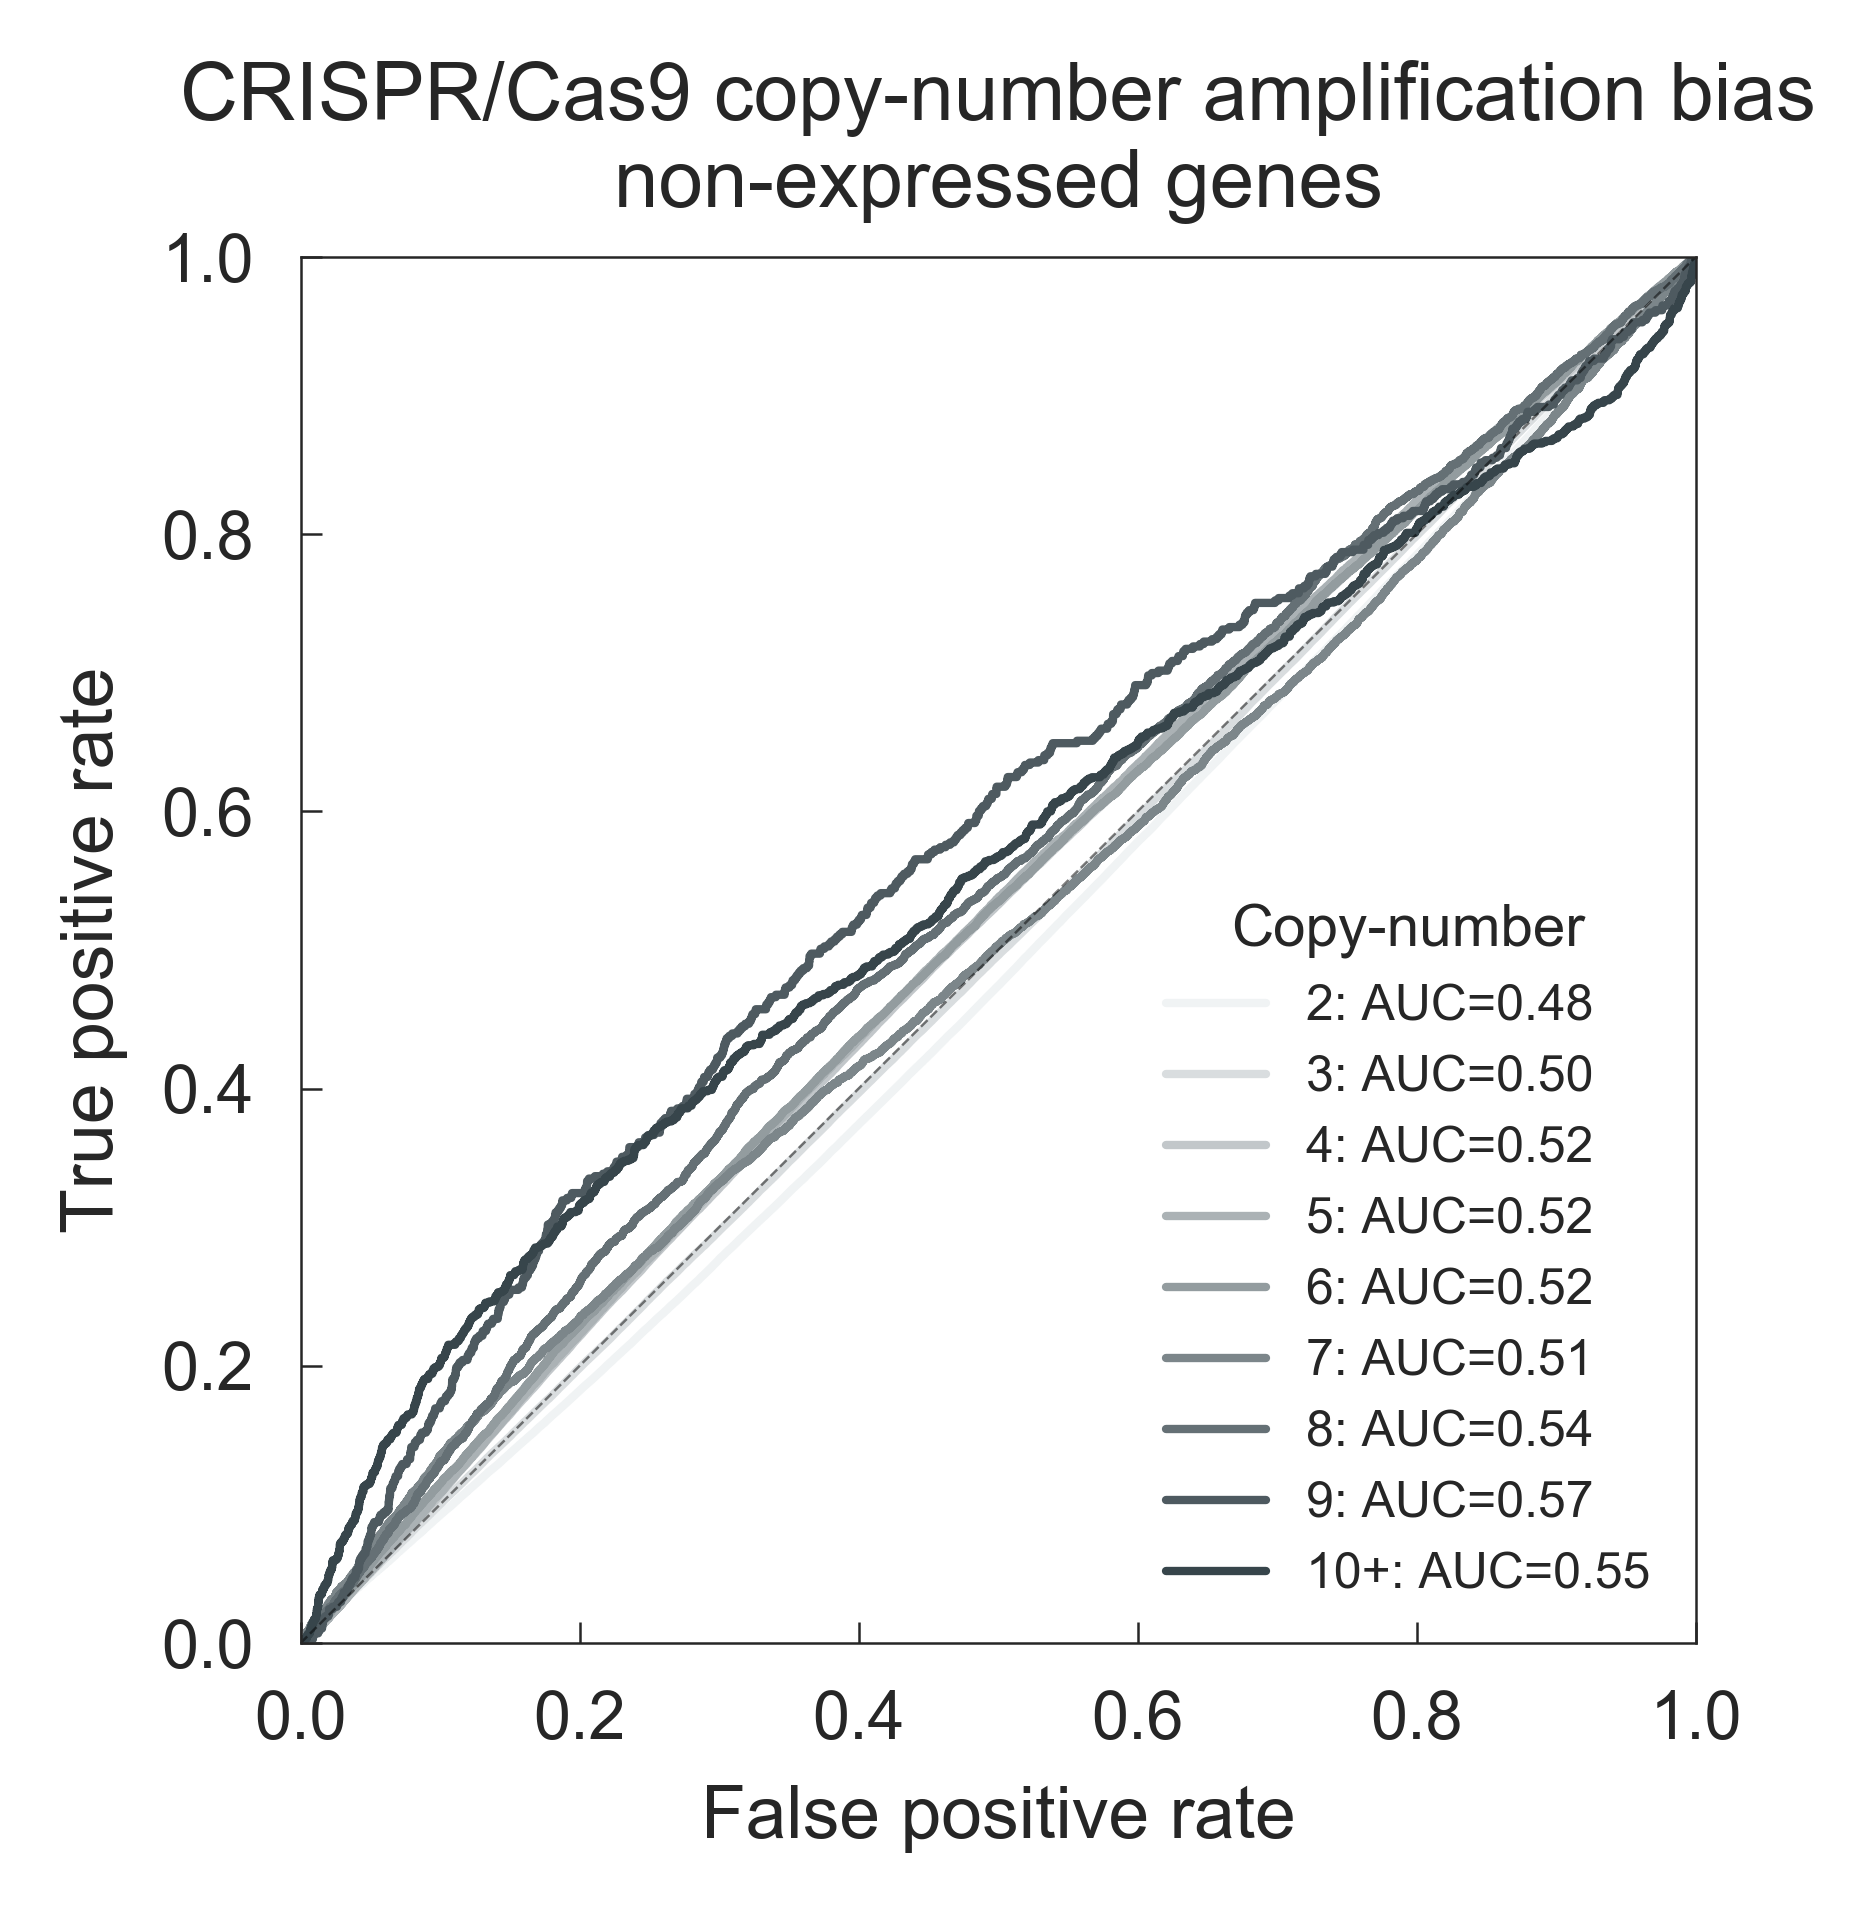 CRISPR/Cas9 copy-number amplification bias
non-expressed genes
1.0
0.8
0.6
0.4
0.2
0.0
True positive rate
Copy-number
2: AUC=0.48
3: AUC=0.50
4: AUC=0.52
5: AUC=0.52
6: AUC=0.52
7: AUC=0.51
8: AUC=0.54
9: AUC=0.57
10+: AUC=0.55
0.0 0.2 0.4 0.6 0.8 1.0
False positive rate